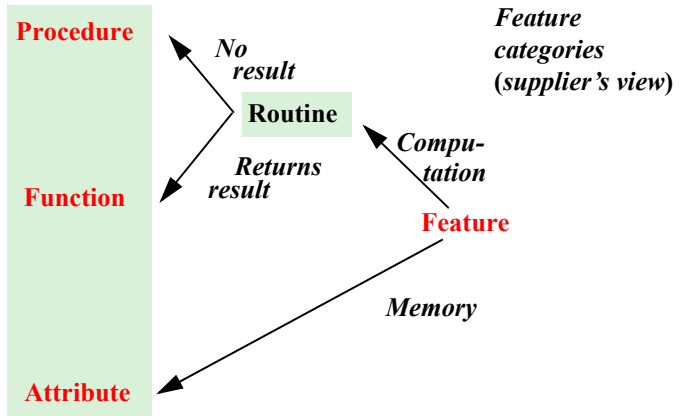 Procedure
No
result
Feature
categories
(supplier’s view)
Routine
Compu-
tation
Returns
result
Function
Feature
Memory
Attribute